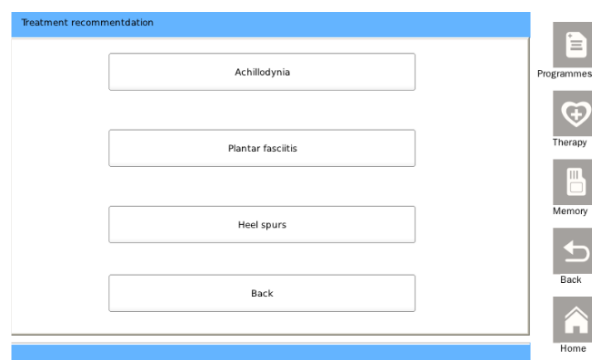 Treatment recommentdation
Achillodynia
Plantar fasciitis
Heel spurs
Back
Programmes
Therapy
Memory
Back
Home